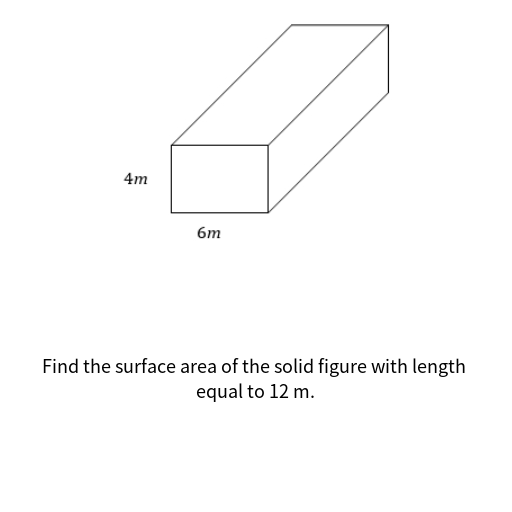 4m
6m
Find the surface area of the solid figure with length
equal to 12 m.